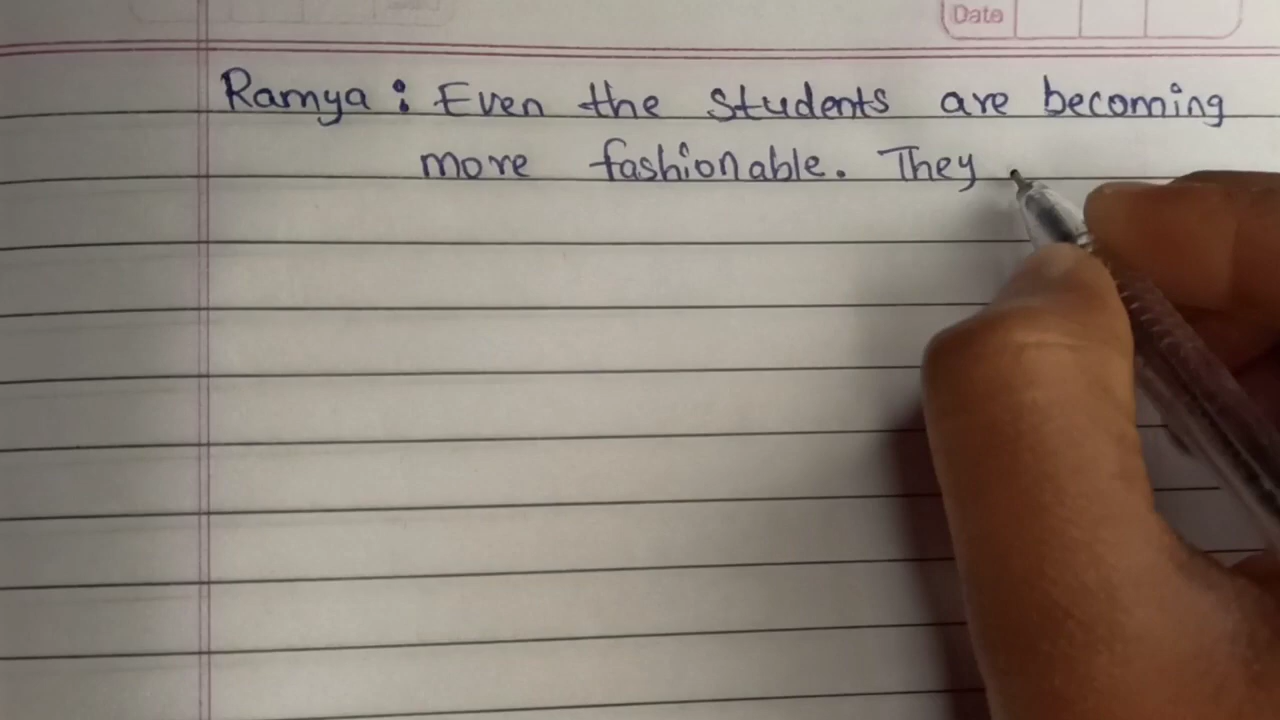 Date
Ramya : Even the students are becoming
more fashionable. They